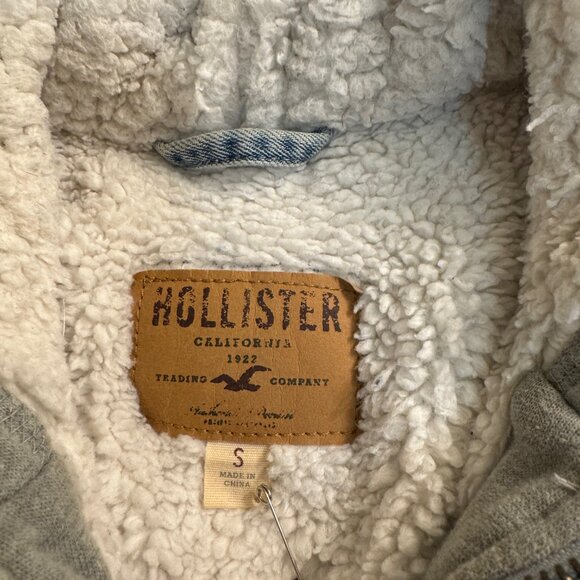 HOLLISTER
CALIFORNIA
1922
TRADING COMPANY
S
MADE IN
CHINA